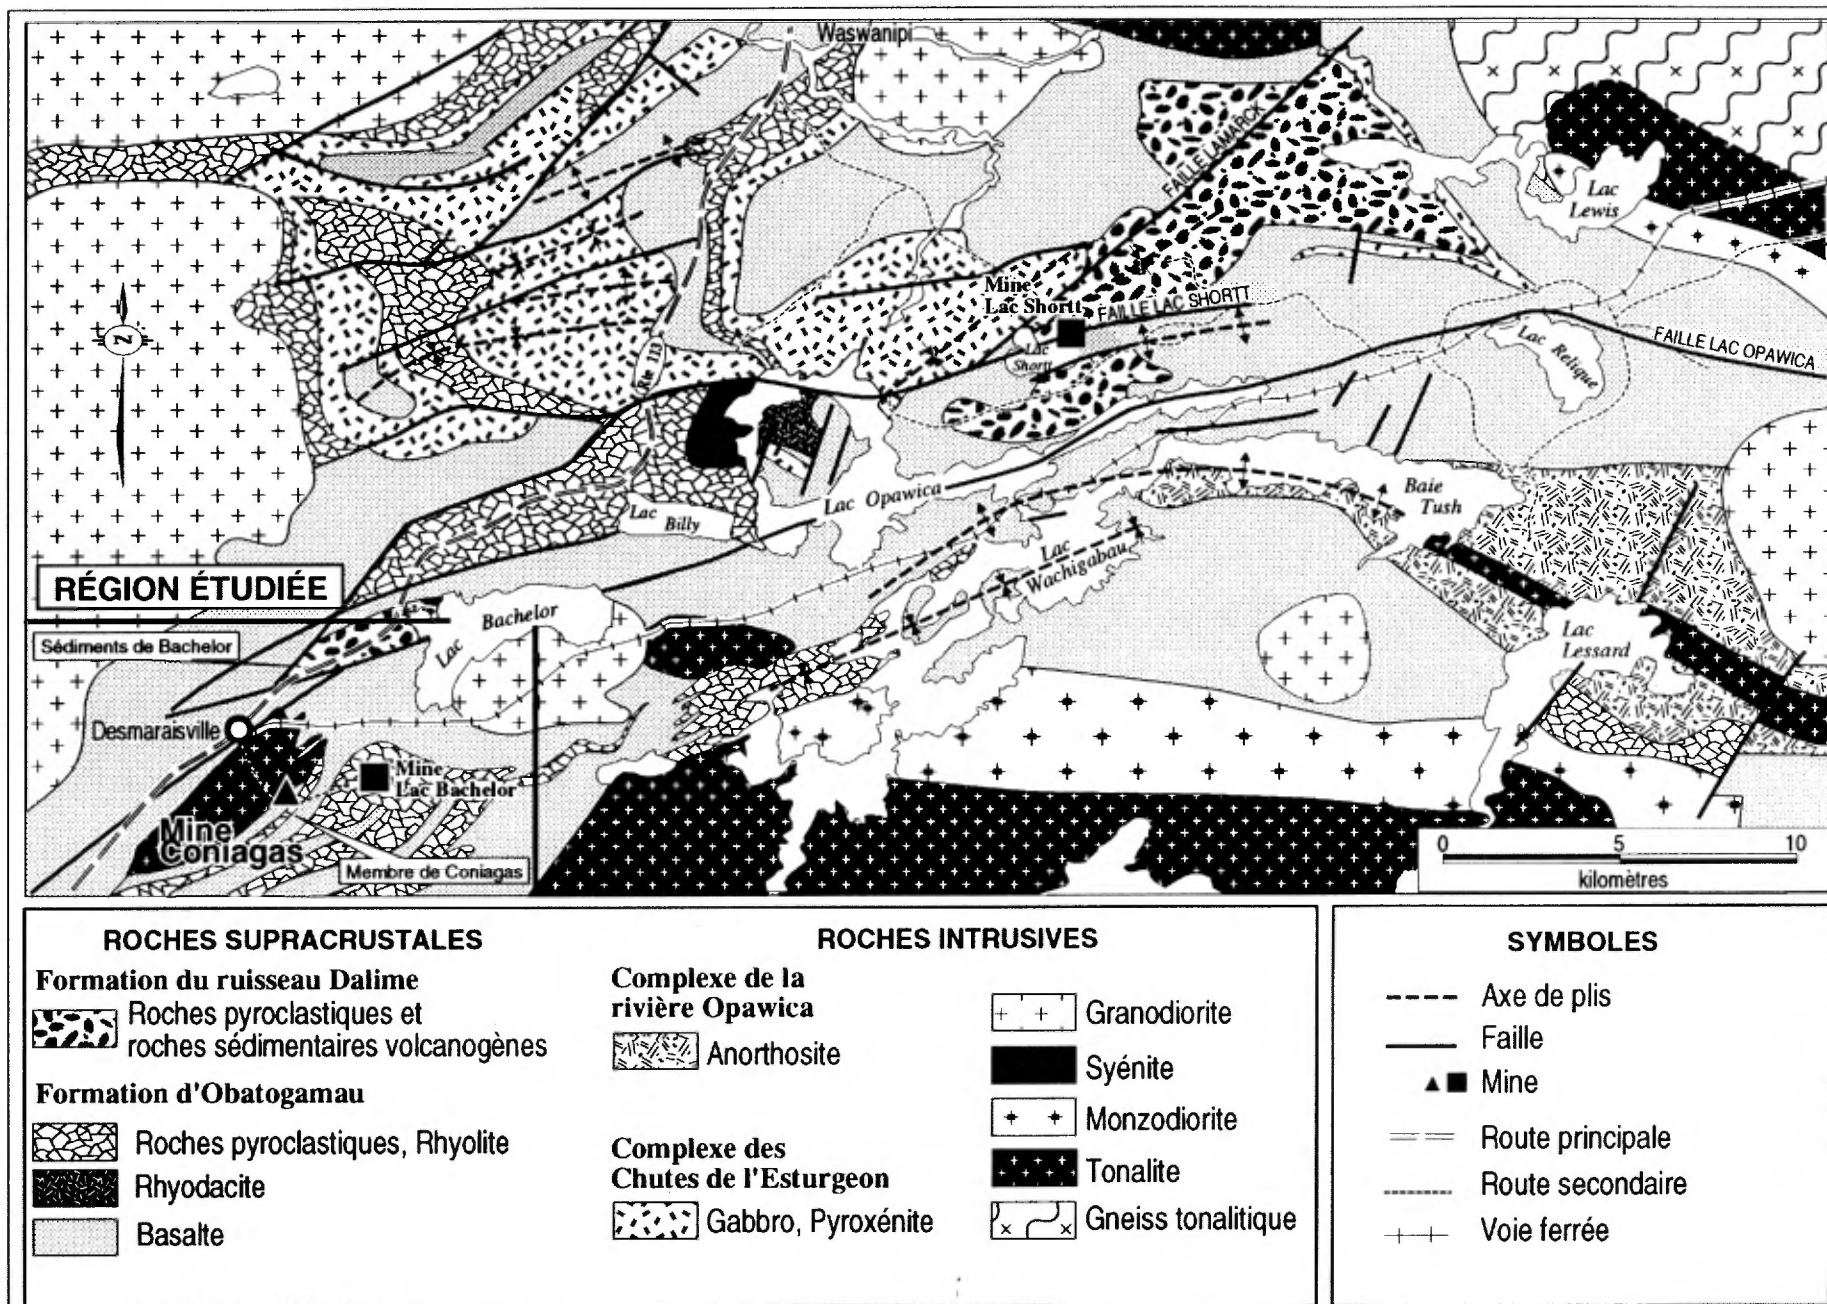 Waswanipi
FAILLE LAMARCK
Lac
Lewis
N
Mine
Lac Shortt
FAILLE LAC SHORTT
Lac
Shortt
Rte 113
Lac Relique
FAILLE LAC OPAWICA
Lac Opawica
Lac
Billy
Baie
Tush
Lac
Wachigabau
RÉGION ÉTUDIÉE
Lac Bachelor
Sédiments de Bachelor
Lac
Lessard
Desmaraisville
Mine
Lac Bachelor
Mine
Coniagas
Membre de Coniagas
0 5 10
kilomètres
ROCHES SUPRACRUSTALES
Formation du ruisseau Dalime
Roches pyroclastiques et
roches sédimentaires volcanogènes
Formation d'Obatogamau
Roches pyroclastiques, Rhyolite
Rhyodacite
Basalte
ROCHES INTRUSIVES
Complexe de la
rivière Opawica
Anorthosite
Complexe des
Chutes de l'Esturgeon
Gabbro, Pyroxénite
Granodiorite
Syénite
Monzodiorite
Tonalite
Gneiss tonalitique
SYMBOLES
Axe de plis
Faille
Mine
Route principale
Route secondaire
Voie ferrée